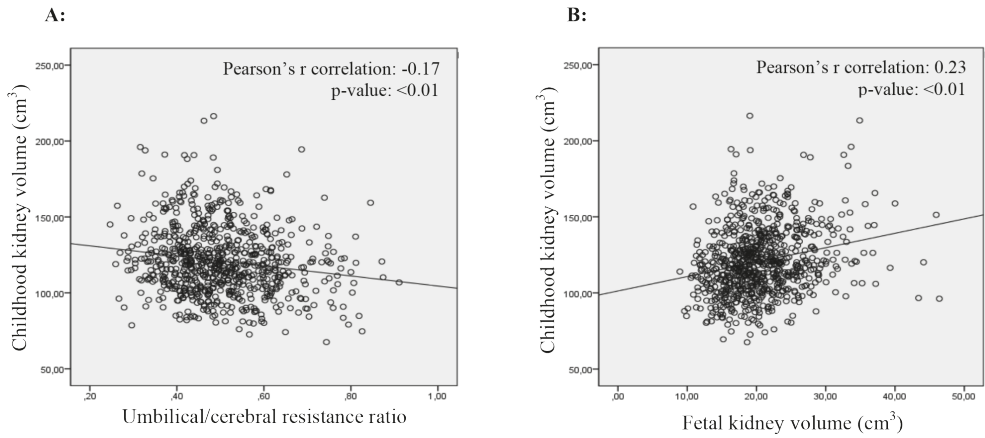 A:
Pearson's r correlation: -0.17
p-value: <0.01
Childhood kidney volume (cm³)
250,00
200,00
150,00
100,00
50,00
,20
,40
,60
,80
1,00
Umbilical/cerebral resistance ratio
B:
Pearson's r correlation: 0.23
p-value: <0.01
Childhood kidney volume (cm³)
250,00
200,00
150,00
100,00
50,00
,00
10,00
20,00
30,00
40,00
50,00
Fetal kidney volume (cm³)